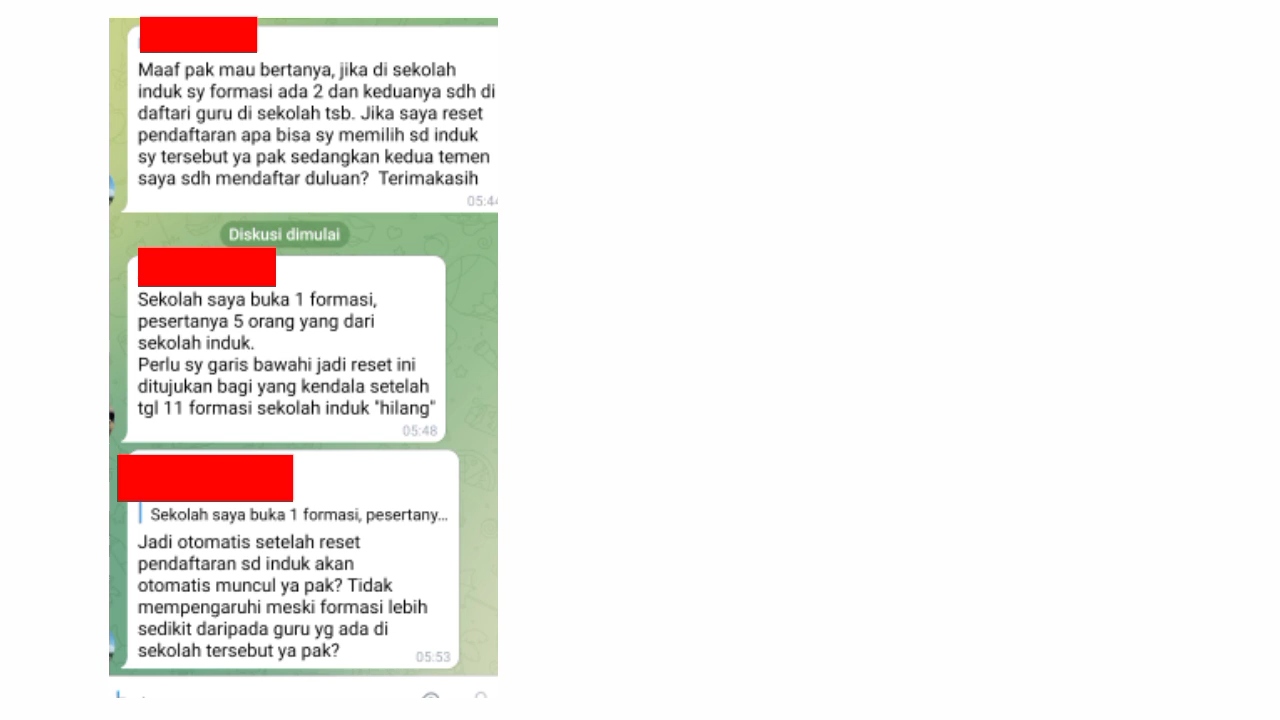 Maaf pak mau bertanya, jika di sekolah
induk sy formasi ada 2 dan keduanya sdh di
daftari guru di sekolah tsb. Jika saya reset
pendaftaran apa bisa sy memilih sd induk
sy tersebut ya pak sedangkan kedua temen
saya sdh mendaftar duluan? Terimakasih
05:44
Diskusi dimulai
Sekolah saya buka 1 formasi,
pesertanya 5 orang yang dari
sekolah induk.
Perlu sy garis bawahi jadi reset ini
ditujukan bagi yang kendala setelah
tgl 11 formasi sekolah induk "hilang"
05:48
Sekolah saya buka 1 formasi, pesertany...
Jadi otomatis setelah reset
pendaftaran sd induk akan
otomatis muncul ya pak? Tidak
mempengaruhi meski formasi lebih
sedikit daripada guru yg ada di
sekolah tersebut ya pak?
05:53